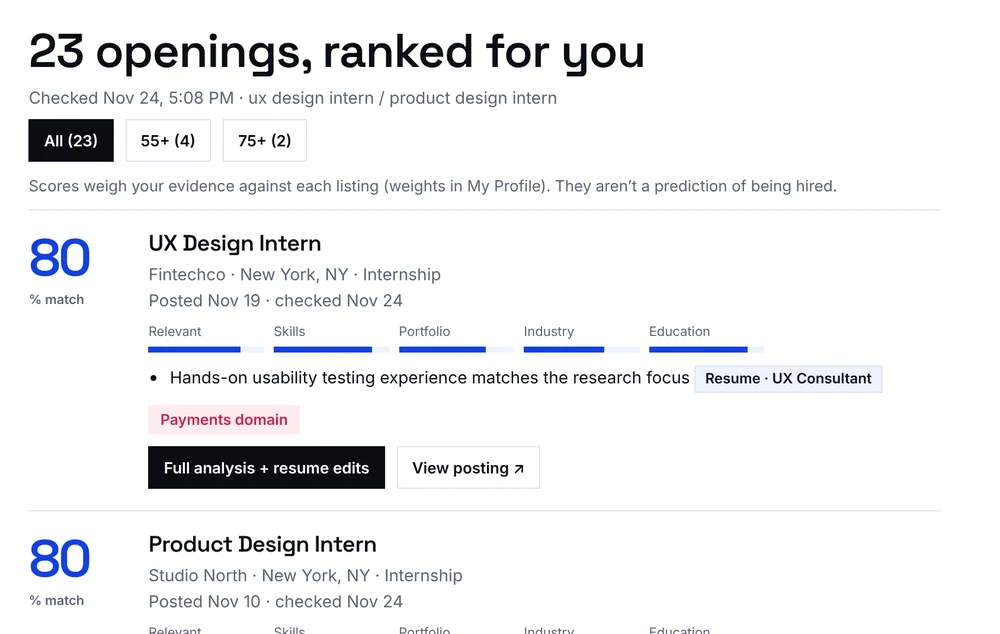 23 openings, ranked for you
Checked Nov 24, 5:08 PM · ux design intern / product design intern
All (23)
55+ (4)
75+ (2)
Scores weigh your evidence against each listing (weights in My Profile). They aren’t a prediction of being hired.
80
% match
UX Design Intern
Fintechco · New York, NY · Internship
Posted Nov 19 · checked Nov 24
Relevant Skills Portfolio Industry Education
• Hands-on usability testing experience matches the research focus Resume · UX Consultant
Payments domain
Full analysis + resume edits
View posting ↗
80
% match
Product Design Intern
Studio North · New York, NY · Internship
Posted Nov 10 · checked Nov 24
Relevant Skills Portfolio Industry Education